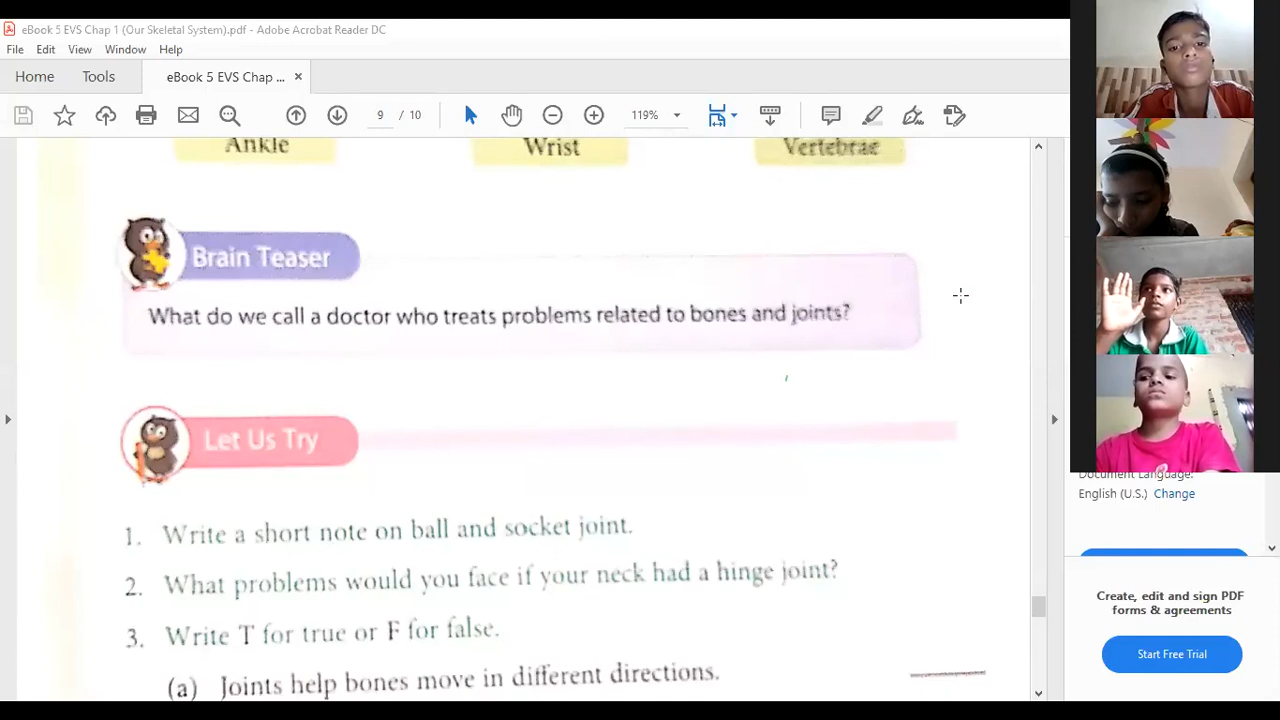 eBook 5 EVS Chap 1 (Our Skeletal System).pdf - Adobe Acrobat Reader DC
File Edit View Window Help
Home Tools eBook 5 EVS Chap ... ×
9 / 10 119%
Ankle Wrist Vertebrae
Brain Teaser
What do we call a doctor who treats problems related to bones and joints?
Let Us Try
1. Write a short note on ball and socket joint.
2. What problems would you face if your neck had a hinge joint?
3. Write T for true or F for false.
(a) Joints help bones move in different directions.
Document Language:
English (U.S.) Change
Create, edit and sign PDF
forms & agreements
Start Free Trial